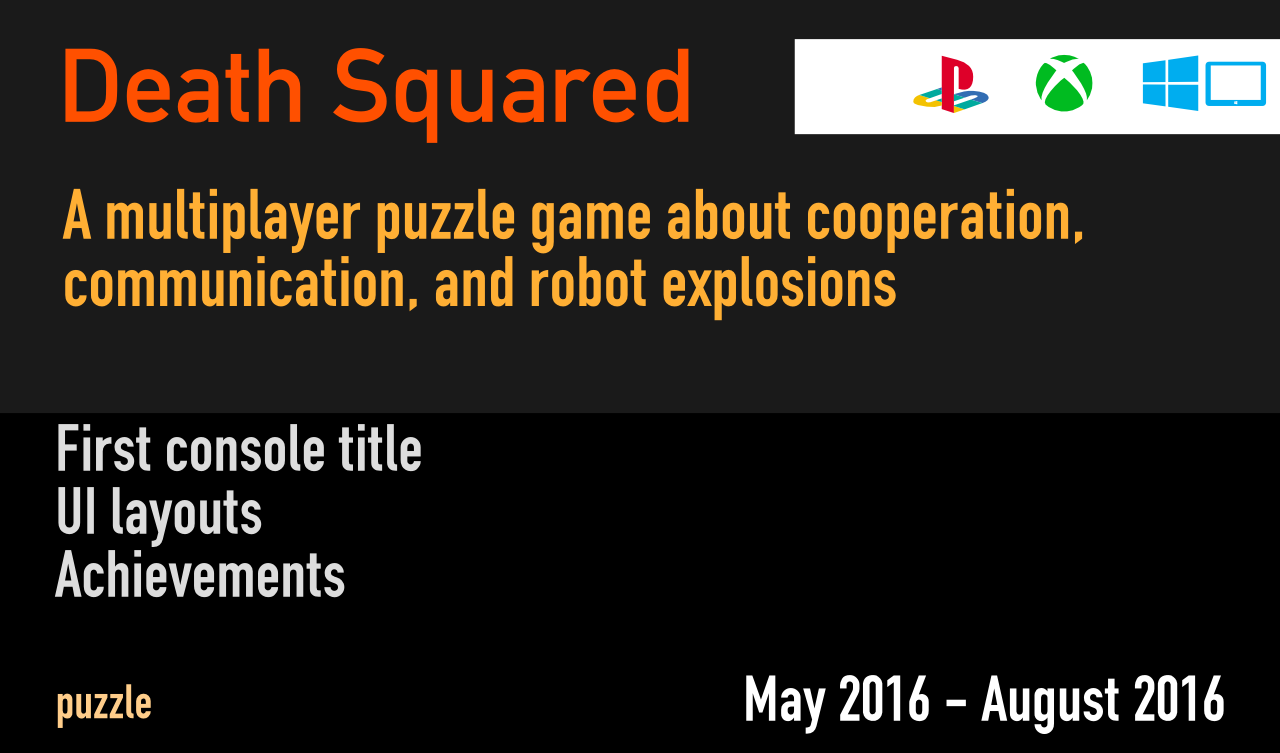 Death Squared
A multiplayer puzzle game about cooperation,
communication, and robot explosions
First console title
UI layouts
Achievements
puzzle
May 2016 - August 2016